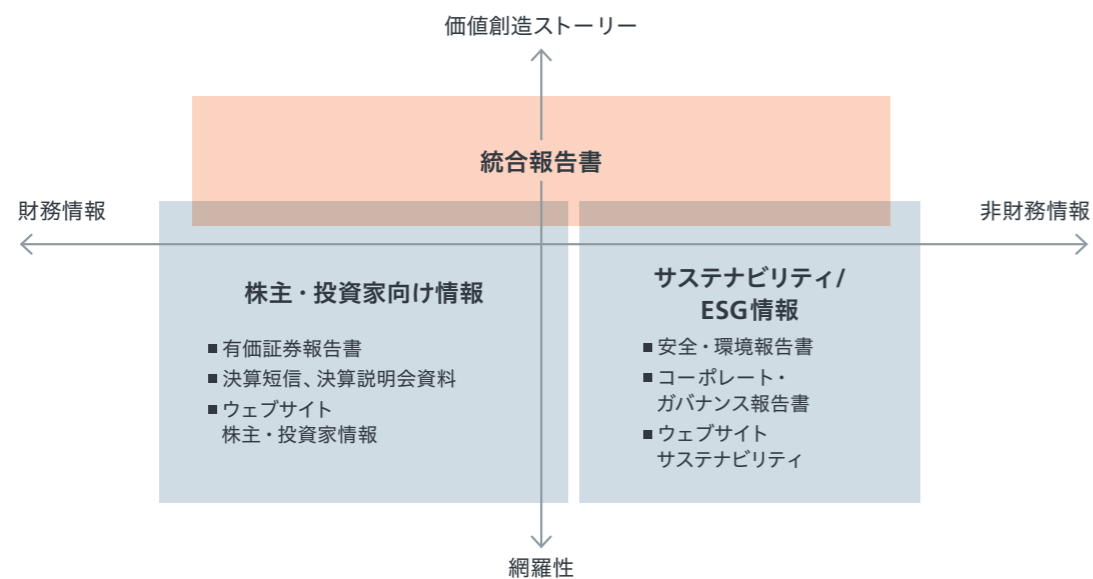 価値創造ストーリー
統合報告書
財務情報
非財務情報
株主・投資家向け情報
■有価証券報告書
■決算短信、決算説明会資料
■ウェブサイト
株主・投資家情報
サステナビリティ/
ESG情報
■安全・環境報告書
■コーポレート・
ガバナンス報告書
■ウェブサイト
サステナビリティ
網羅性